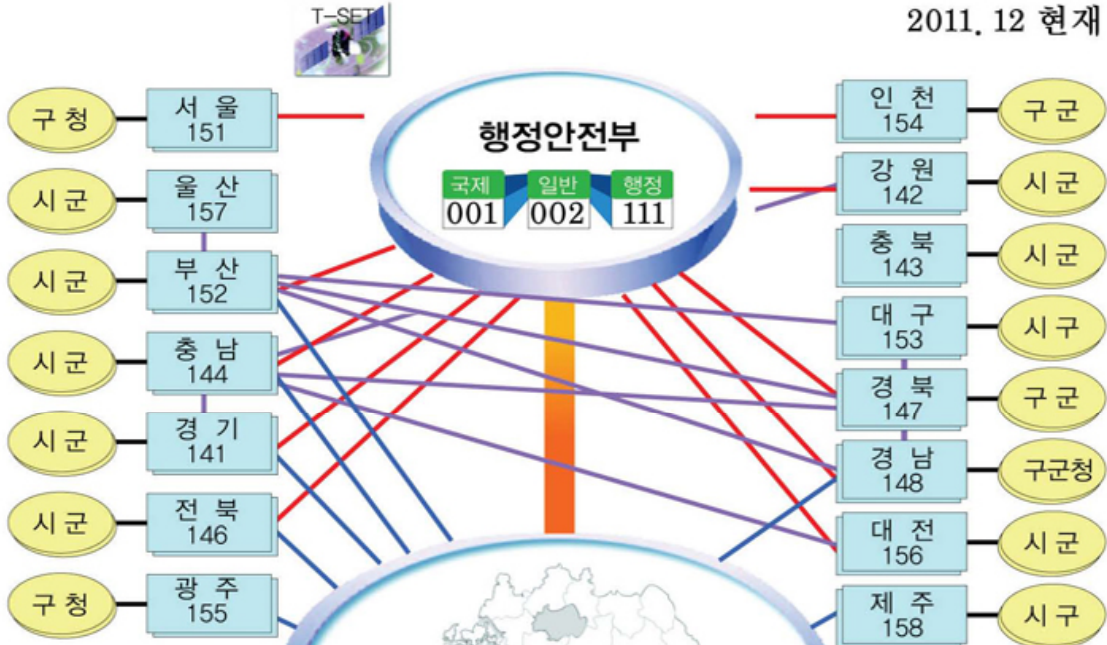 T-SET
2011. 12 현재
행정안전부
국제 일반 행정
001 002 111
구청 서울
151
시군 울산
157
시군 부산
152
시군 충남
144
시군 경기
141
시군 전북
146
구청 광주
155
인천 구군
154
강원 시군
142
충북 시군
143
대구 시구
153
경북 구군
147
경남 구군청
148
대전 시군
156
제주 시구
158